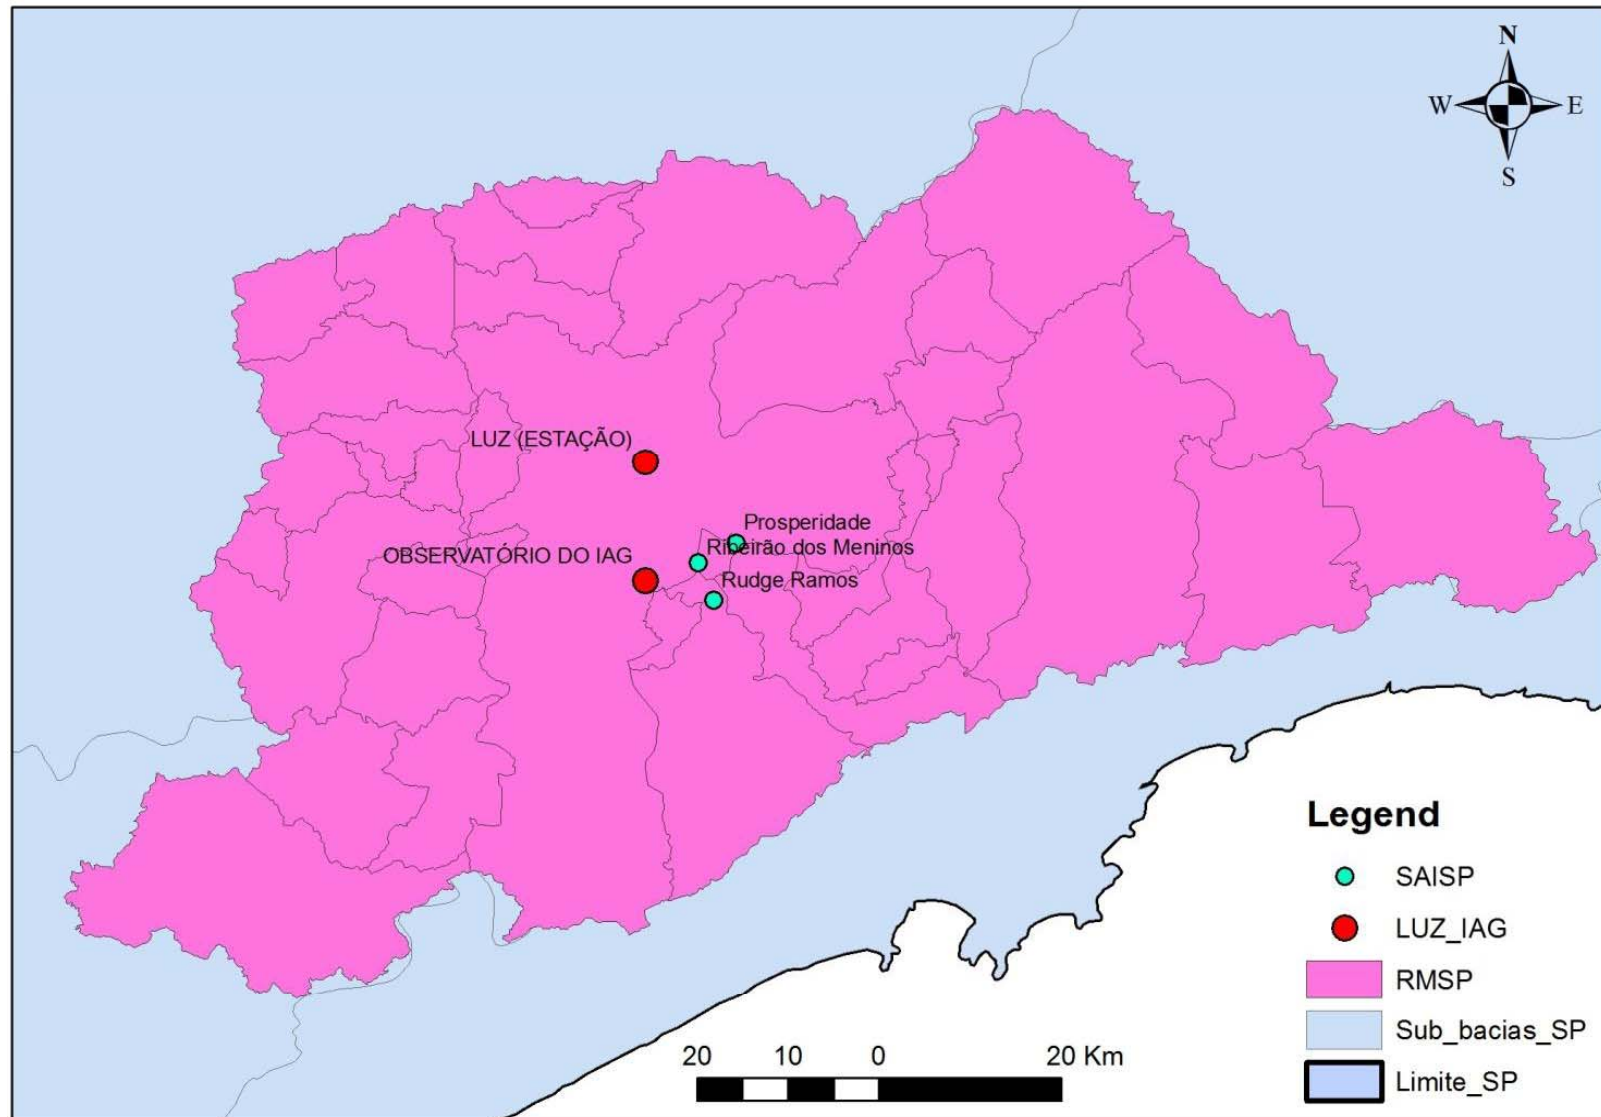 N
W E
S
LUZ (ESTAÇÃO)
Prosperidade
Ribeirão dos Meninos
OBSERVATÓRIO DO IAG
Rudge Ramos
Legend
SAISP
LUZ_IAG
RMSP
Sub_bacias_SP
Limite_SP
20 10 0 20 Km